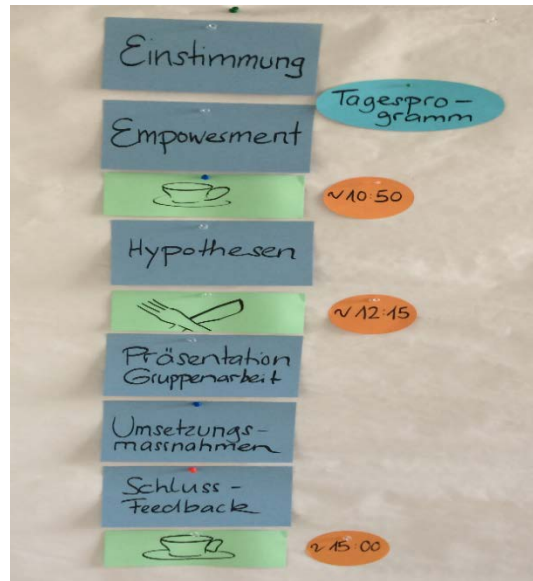 Einstimmung
Tagespro-
gramm
Empowerment
~10:50
Hypothesen
~12:15
Präsentation
Gruppenarbeit
Umsetzungs-
massnahmen
Schluss-
Feedback
~15:00